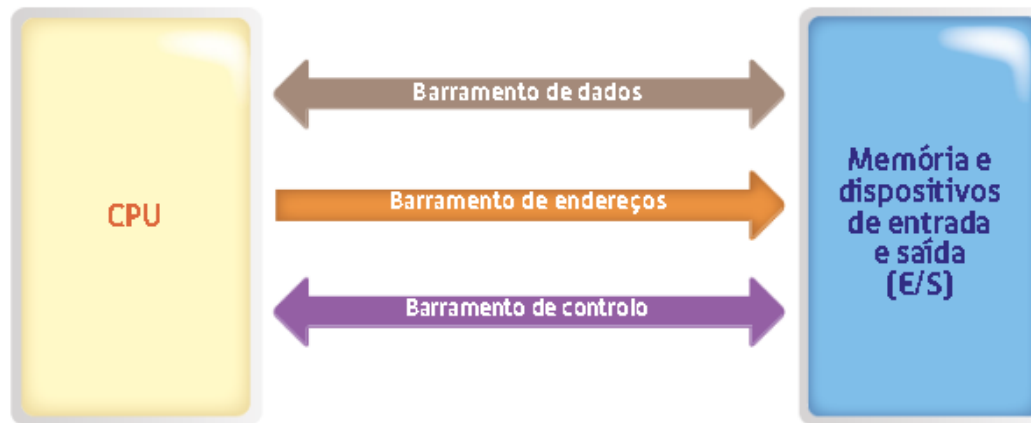 CPU
Barramento de dados
Barramento de endereços
Barramento de controlo
Memória e
dispositivos
de entrada
e saída
(E/S)